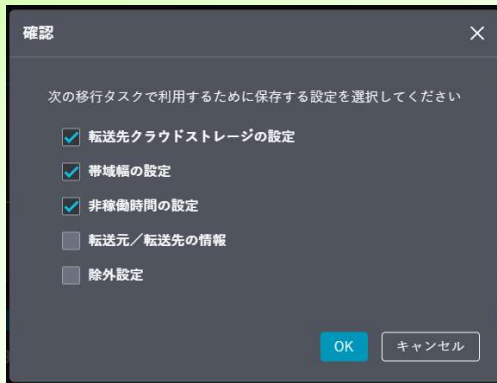 確認
次の移行タスクで利用するために保存する設定を選択してください
転送先クラウドストレージの設定
帯域幅の設定
非稼働時間の設定
転送元／転送先の情報
除外設定
OK
キャンセル